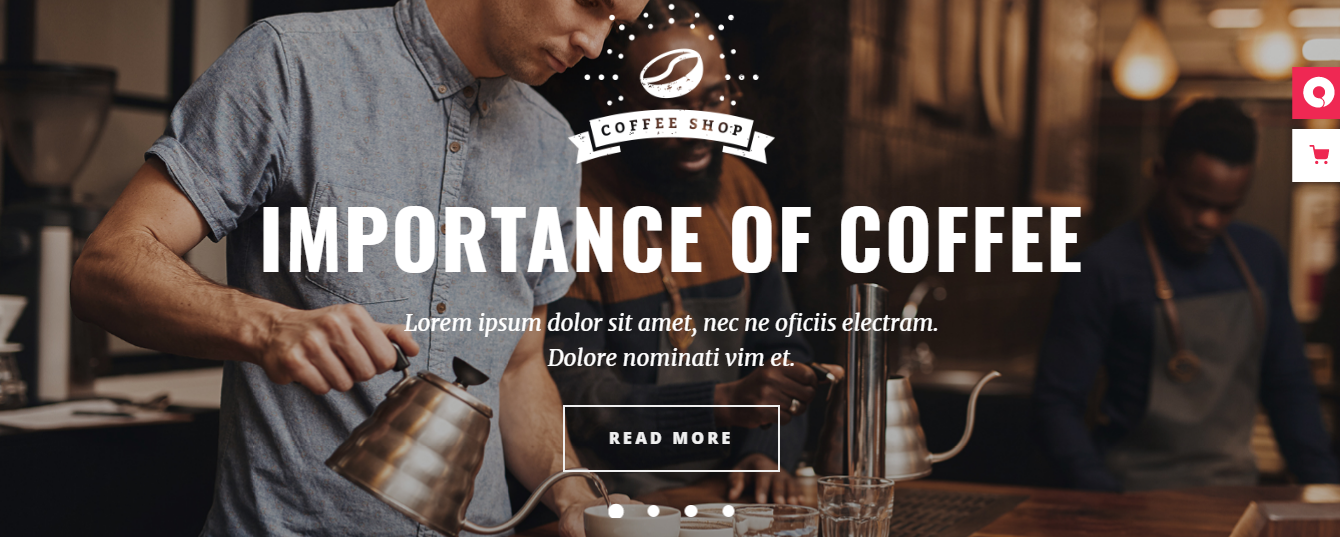 COFFEE SHOP
IMPORTANCE OF COFFEE
Lorem ipsum dolor sit amet, nec ne oficiis electram.
Dolore nominati vim et.
READ MORE